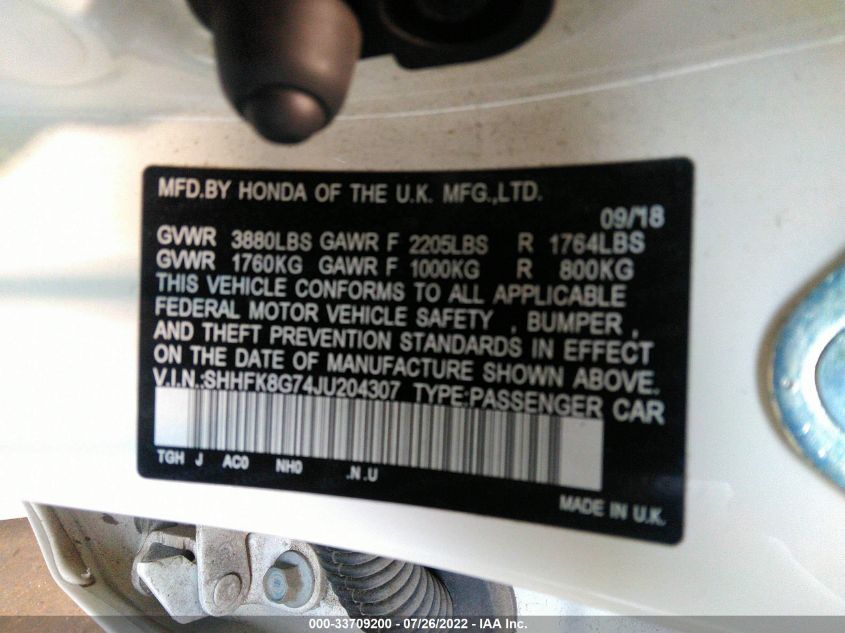 MFD.BY HONDA OF THE U.K. MFG.,LTD.
09/18
GVWR 3880LBS GAWR F 2205LBS R 1764LBS
GVWR 1760KG GAWR F 1000KG R 800KG
THIS VEHICLE CONFORMS TO ALL APPLICABLE
FEDERAL MOTOR VEHICLE SAFETY , BUMPER ,
AND THEFT PREVENTION STANDARDS IN EFFECT
ON THE DATE OF MANUFACTURE SHOWN ABOVE.
V.I.N.:SHHFK8G74JU204307 TYPE:PASSENGER CAR
TGH J AC0 NH0 .N .U
MADE IN U.K.
000-33709200 - 07/26/2022 - IAA Inc.